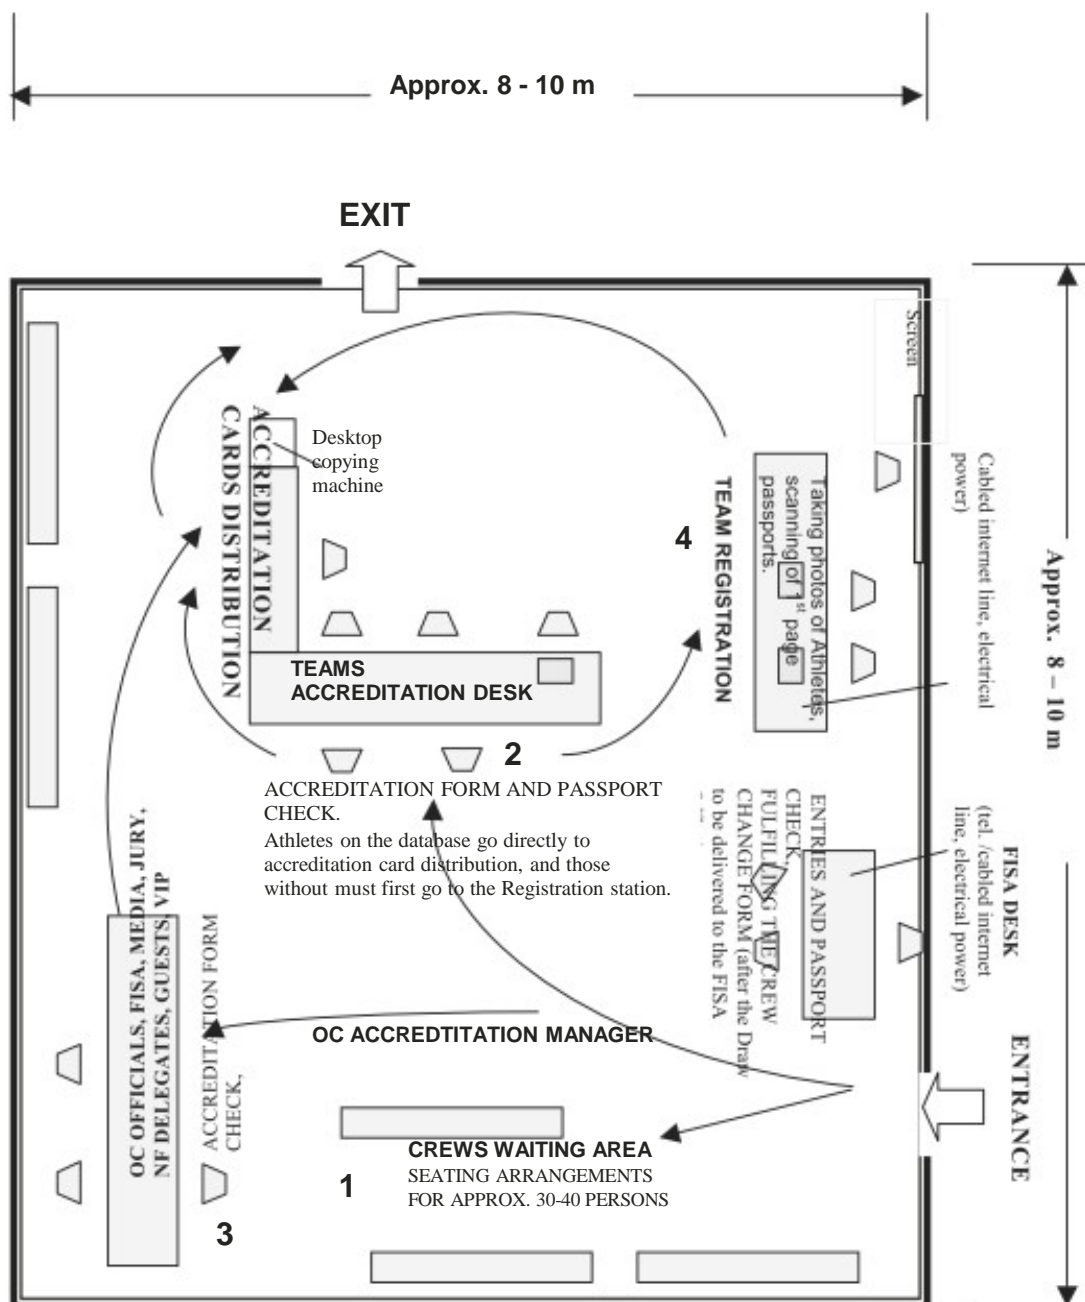 Approx. 8 - 10 m
EXIT
Screen
Cabled internet line, electrical
power)
Approx. 8 – 10 m
ACCREDITATION
CARDS DISTRIBUTION
Desktop
copying
machine
4
TEAM REGISTRATION
Taking photos of Athletes,
scanning of 1st page
passports.
TEAMS
ACCREDITATION DESK
2
ACCREDITATION FORM AND PASSPORT
CHECK.
Athletes on the database go directly to
accreditation card distribution, and those
without must first go to the Registration station.
ENTRIES AND PASSPORT
CHECK,
FULFILLING THE CREW
CHANGE FORM (after the Draw
to be delivered to the FISA
FISA DESK
(tel. /cabled internet
line, electrical power)
OC OFFICIALS, FISA, MEDIA, JURY,
NF DELEGATES, GUESTS, VIP
ACCREDITATION FORM
CHECK,
3
OC ACCREDTITATION MANAGER
ENTRANCE
CREWS WAITING AREA
1
SEATING ARRANGEMENTS
FOR APPROX. 30-40 PERSONS